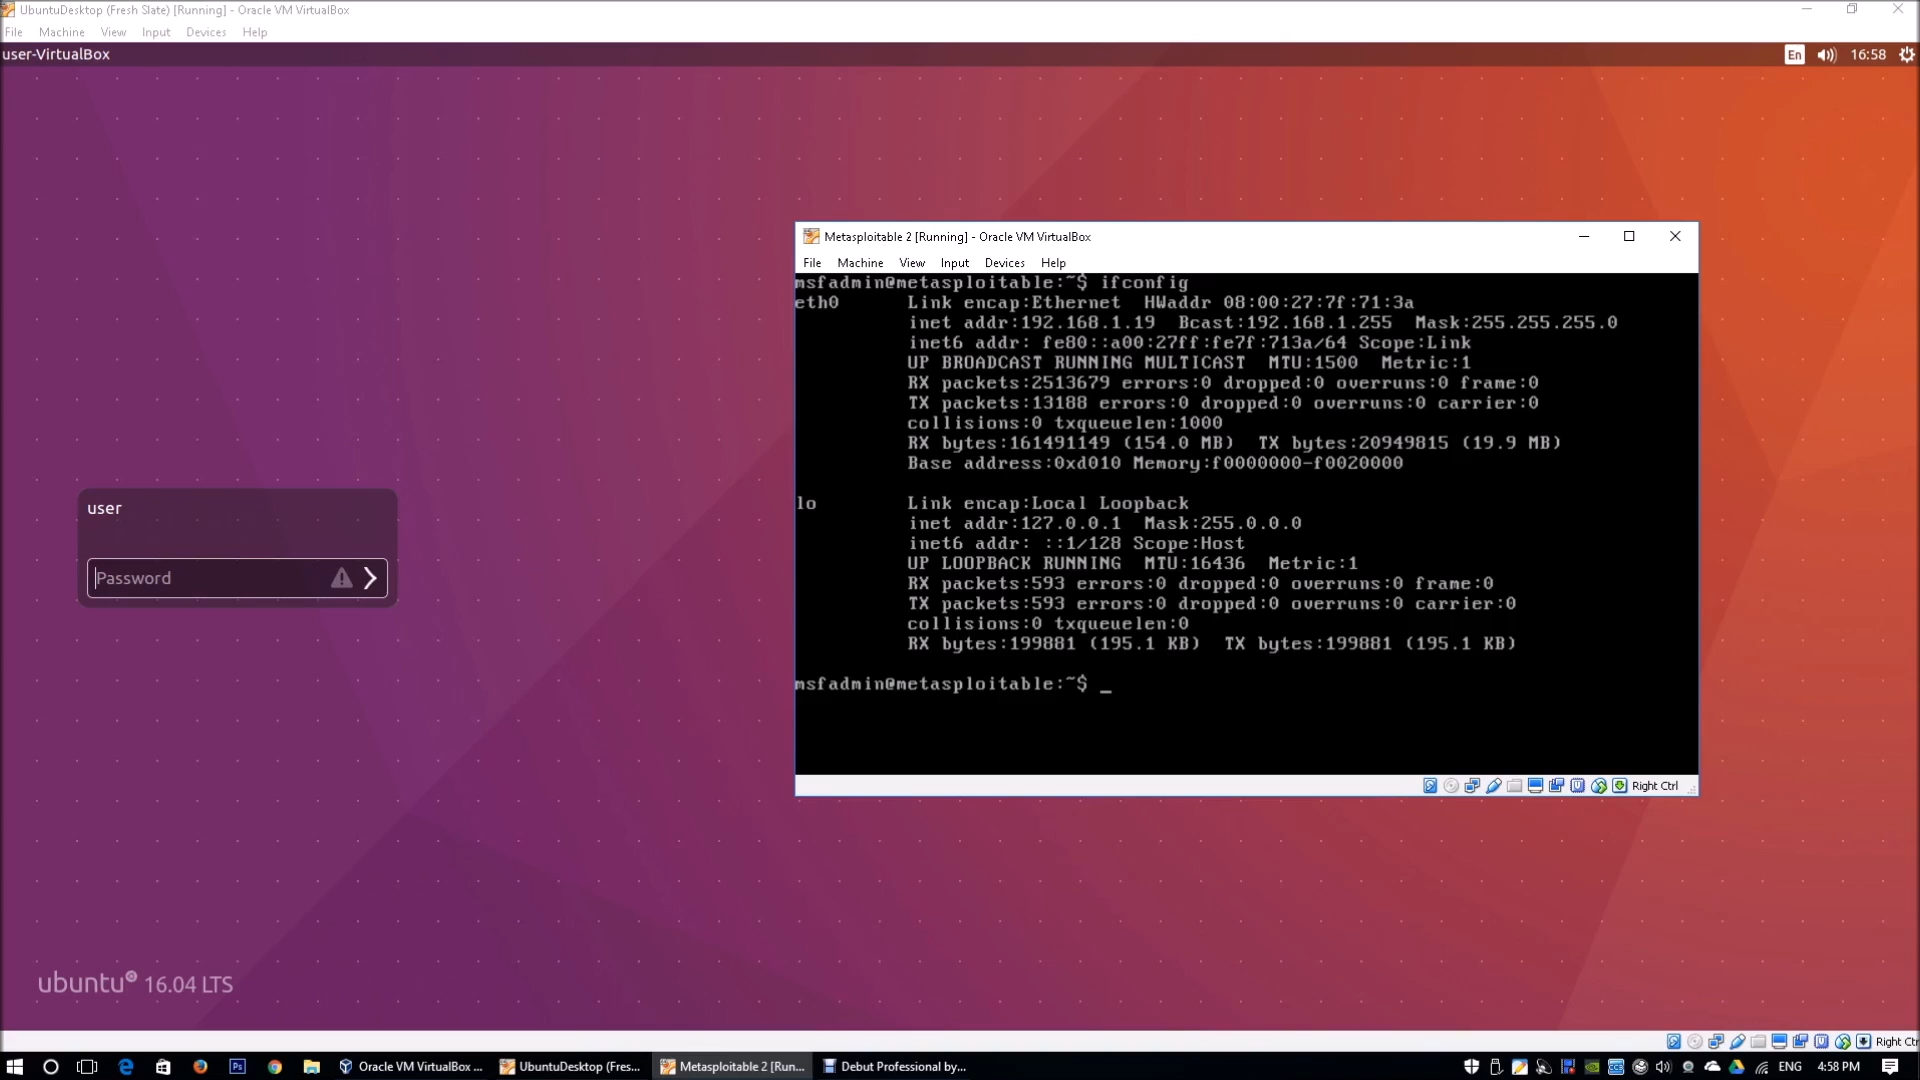 UbuntuDesktop (Fresh Slate) [Running] - Oracle VM VirtualBox
File Machine View Input Devices Help
user-VirtualBox
En
16:58
Metasploitable 2 [Running] - Oracle VM VirtualBox
File Machine View Input Devices Help
msfadmin@metasploitable:~$ ifconfig
eth0 Link encap:Ethernet HWaddr 08:00:27:7f:71:3a
inet addr:192.168.1.19 Bcast:192.168.1.255 Mask:255.255.255.0
inet6 addr: fe80::a00:27ff:fe7f:713a/64 Scope:Link
UP BROADCAST RUNNING MULTICAST MTU:1500 Metric:1
RX packets:2513679 errors:0 dropped:0 overruns:0 frame:0
TX packets:13188 errors:0 dropped:0 overruns:0 carrier:0
collisions:0 txqueuelen:1000
RX bytes:161491149 (154.0 MB) TX bytes:20949815 (19.9 MB)
Base address:0xd010 Memory:f0000000-f0020000
lo Link encap:Local Loopback
inet addr:127.0.0.1 Mask:255.0.0.0
inet6 addr: ::1/128 Scope:Host
UP LOOPBACK RUNNING MTU:16436 Metric:1
RX packets:593 errors:0 dropped:0 overruns:0 frame:0
TX packets:593 errors:0 dropped:0 overruns:0 carrier:0
collisions:0 txqueuelen:0
RX bytes:199881 (195.1 KB) TX bytes:199881 (195.1 KB)
msfadmin@metasploitable:~$ _
Right Ctrl
user
Password
ubuntu® 16.04 LTS
Right Ctr
Ps
Oracle VM VirtualBox ...
UbuntuDesktop (Fres...
Metasploitable 2 [Run...
Debut Professional by...
ENG
4:58 PM